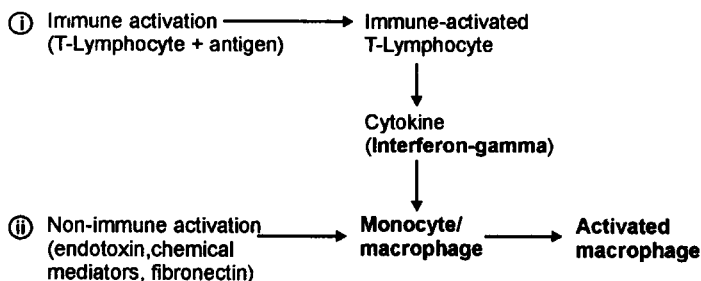 ⓘ Immune activation → Immune-activated
(T-Lymphocyte + antigen) T-Lymphocyte
Cytokine
(Interferon-gamma)
ⓘⓘ Non-immune activation Monocyte/ Activated
(endotoxin,chemical macrophage macrophage
mediators, fibronectin)